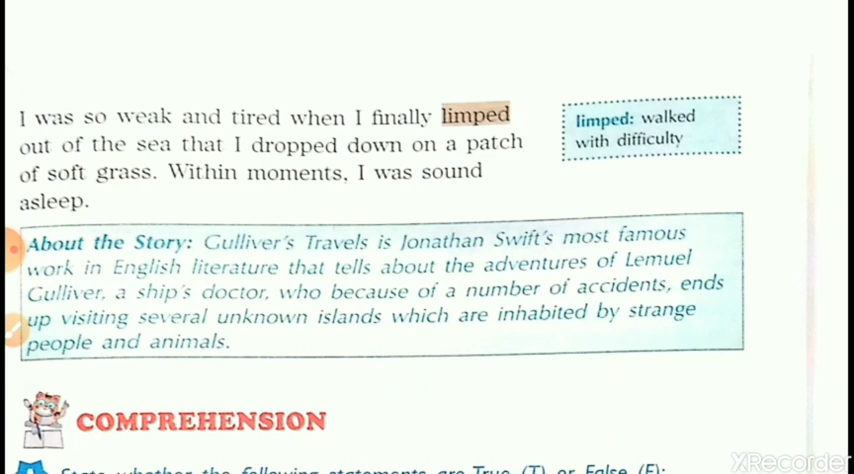 I was so weak and tired when I finally limped
out of the sea that I dropped down on a patch
of soft grass. Within moments, I was sound
asleep.
limped: walked
with difficulty
About the Story: Gulliver's Travels is Jonathan Swift's most famous
work in English literature that tells about the adventures of Lemuel
Gulliver, a ship's doctor, who because of a number of accidents, ends
up visiting several unknown islands which are inhabited by strange
people and animals.
COMPREHENSION
State whether the following statements are True (T) or False (F):
XRecorder